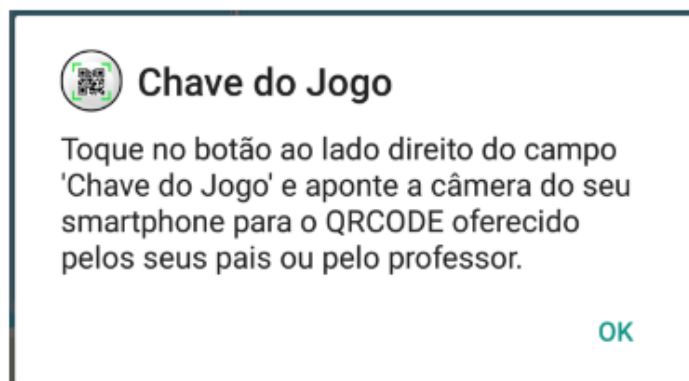 Chave do Jogo
Toque no botão ao lado direito do campo
'Chave do Jogo' e aponte a câmera do seu
smartphone para o QRCODE oferecido
pelos seus pais ou pelo professor.
OK